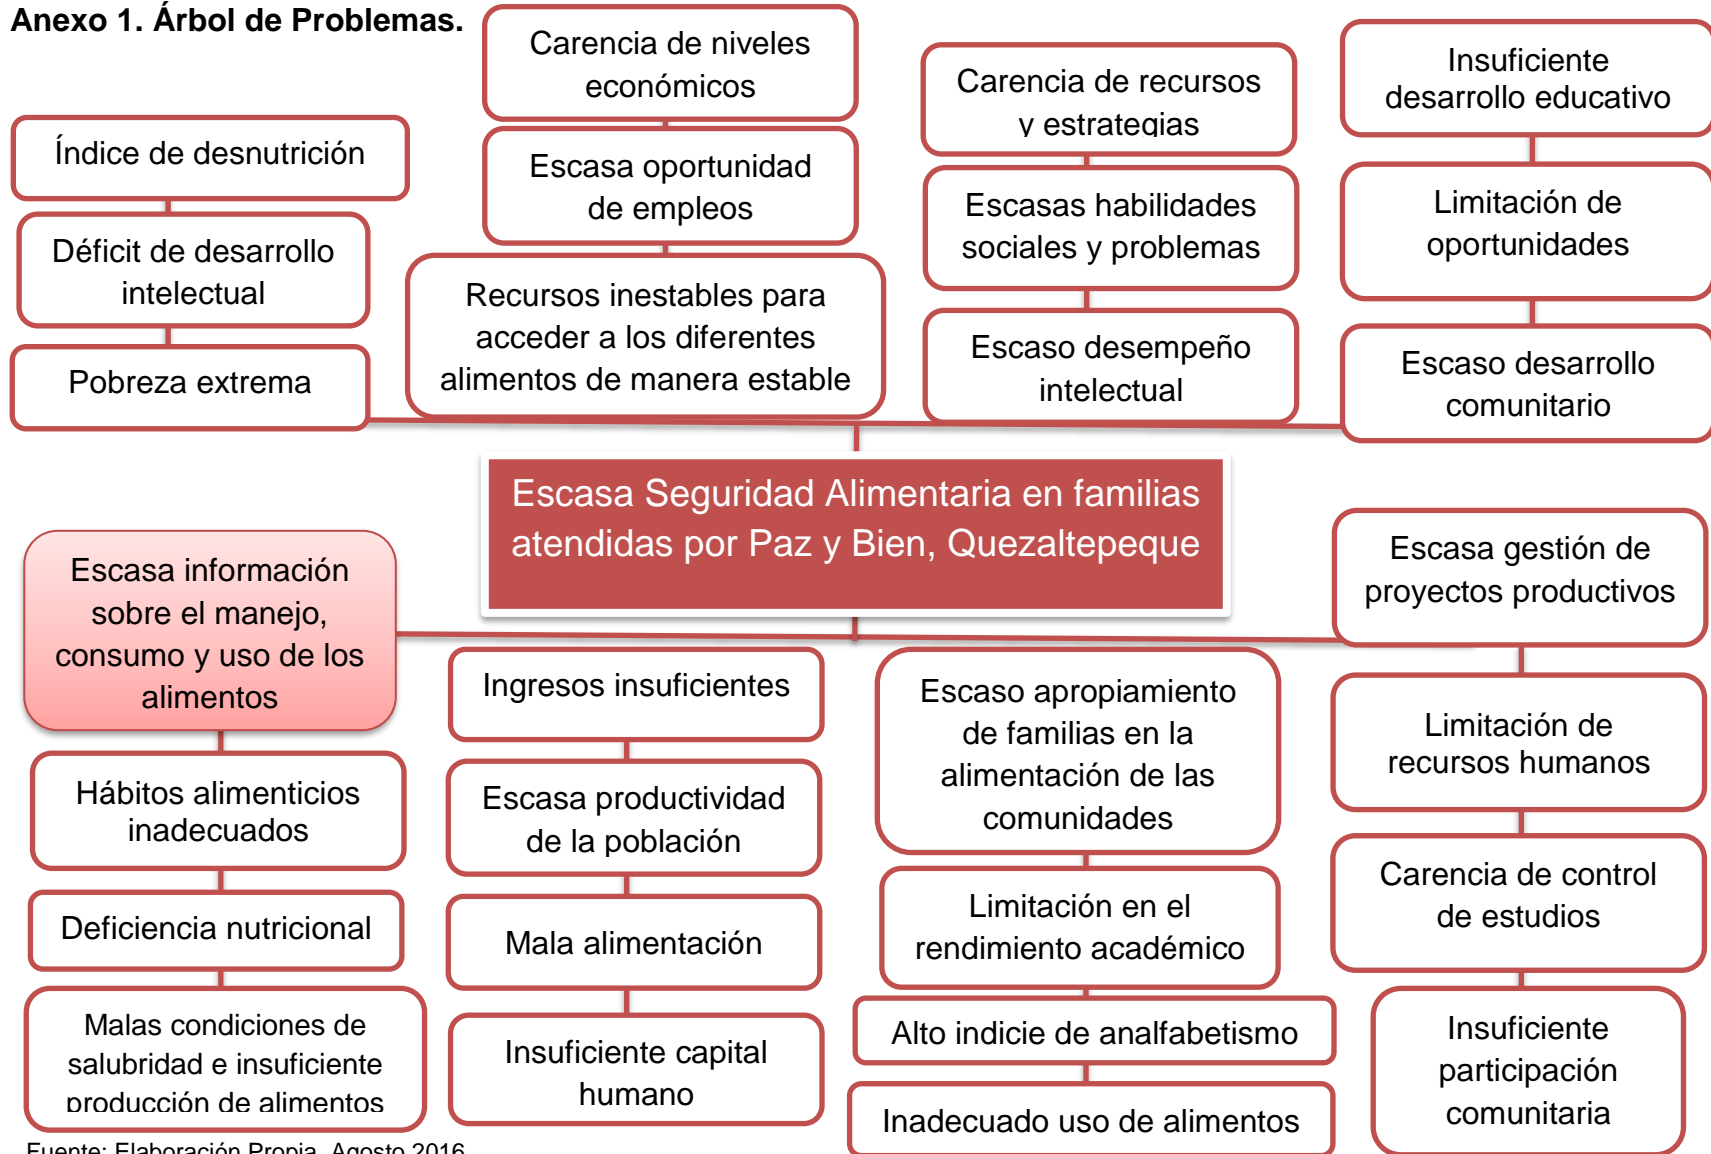 Anexo 1. Árbol de Problemas.
Carencia de niveles
económicos
Carencia de recursos
y estrategias
Insuficiente
desarrollo educativo
Índice de desnutrición
Escasa oportunidad
de empleos
Escasas habilidades
sociales y problemas
Limitación de
oportunidades
Déficit de desarrollo
intelectual
Recursos inestables para
acceder a los diferentes
alimentos de manera estable
Escaso desempeño
intelectual
Escaso desarrollo
comunitario
Pobreza extrema
Escasa Seguridad Alimentaria en familias
atendidas por Paz y Bien, Quezaltepeque
Escasa información
sobre el manejo,
consumo y uso de los
alimentos
Hábitos alimenticios
inadecuados
Deficiencia nutricional
Malas condiciones de
salubridad e insuficiente
producción de alimentos
Ingresos insuficientes
Escasa productividad
de la población
Mala alimentación
Insuficiente capital
humano
Escaso apropiamiento
de familias en la
alimentación de las
comunidades
Limitación en el
rendimiento académico
Alto indicie de analfabetismo
Inadecuado uso de alimentos
Escasa gestión de
proyectos productivos
Limitación de
recursos humanos
Carencia de control
de estudios
Insuficiente
participación
comunitaria
Fuente: Elaboración Propia, Agosto 2016